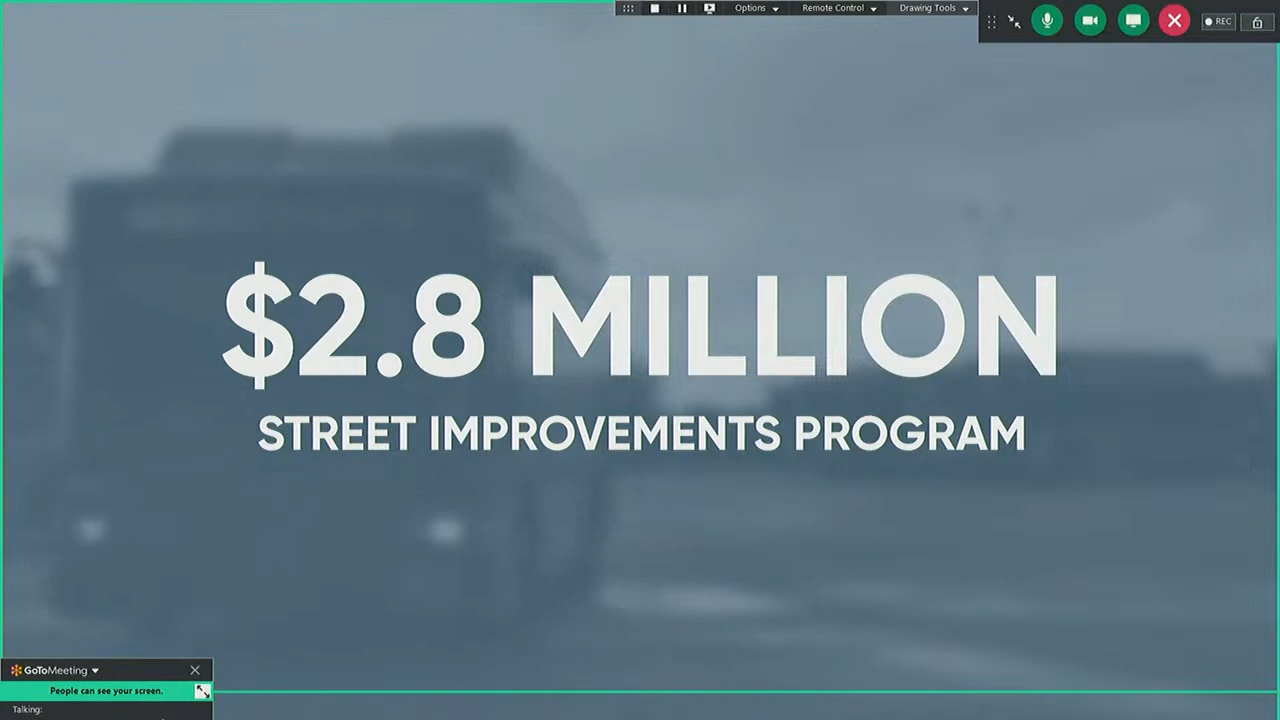 Options
Remote Control
Drawing Tools
REC
$2.8 MILLION
STREET IMPROVEMENTS PROGRAM
GoToMeeting
People can see your screen.
Talking: